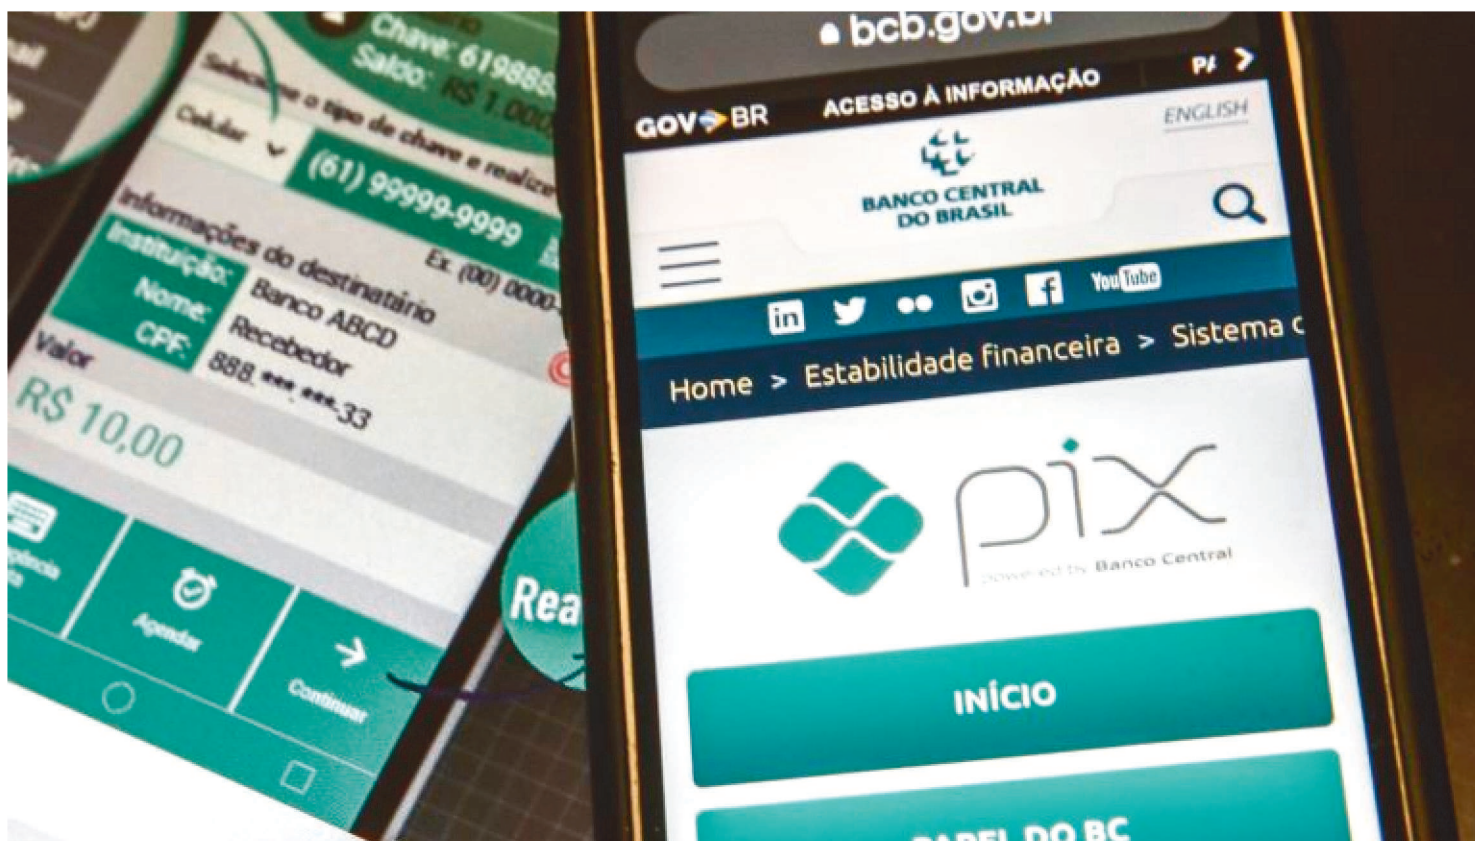 Chave: 619888
Saldo: R$ 1.000
Selecione o tipo de chave e realize
Celular
(61) 99999-9999
Ex. (00) 0000-
Informações do destinatário
Instituição: Banco ABCD
Nome: Recebedor
CPF: 888.***.***-33
Valor
R$ 10,00
Agendar
Continuar
Rea
bcb.gov.br
GOV BR
ACESSO À INFORMAÇÃO
ENGLISH
BANCO CENTRAL
DO BRASIL
in
f
YouTube
Home > Estabilidade financeira > Sistema
pix
powered by Banco Central
INÍCIO
PAPEL DO BC